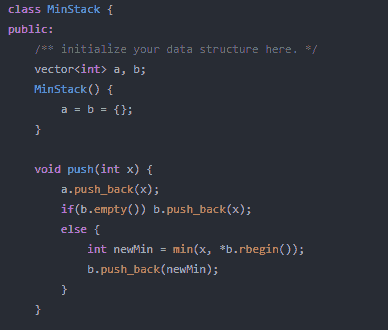 class MinStack {
public:
    /** initialize your data structure here. */
    vector<int> a, b;
    MinStack() {
        a = b = {};
    }

    void push(int x) {
        a.push_back(x);
        if(b.empty()) b.push_back(x);
        else {
            int newMin = min(x, *b.rbegin());
            b.push_back(newMin);
        }
    }